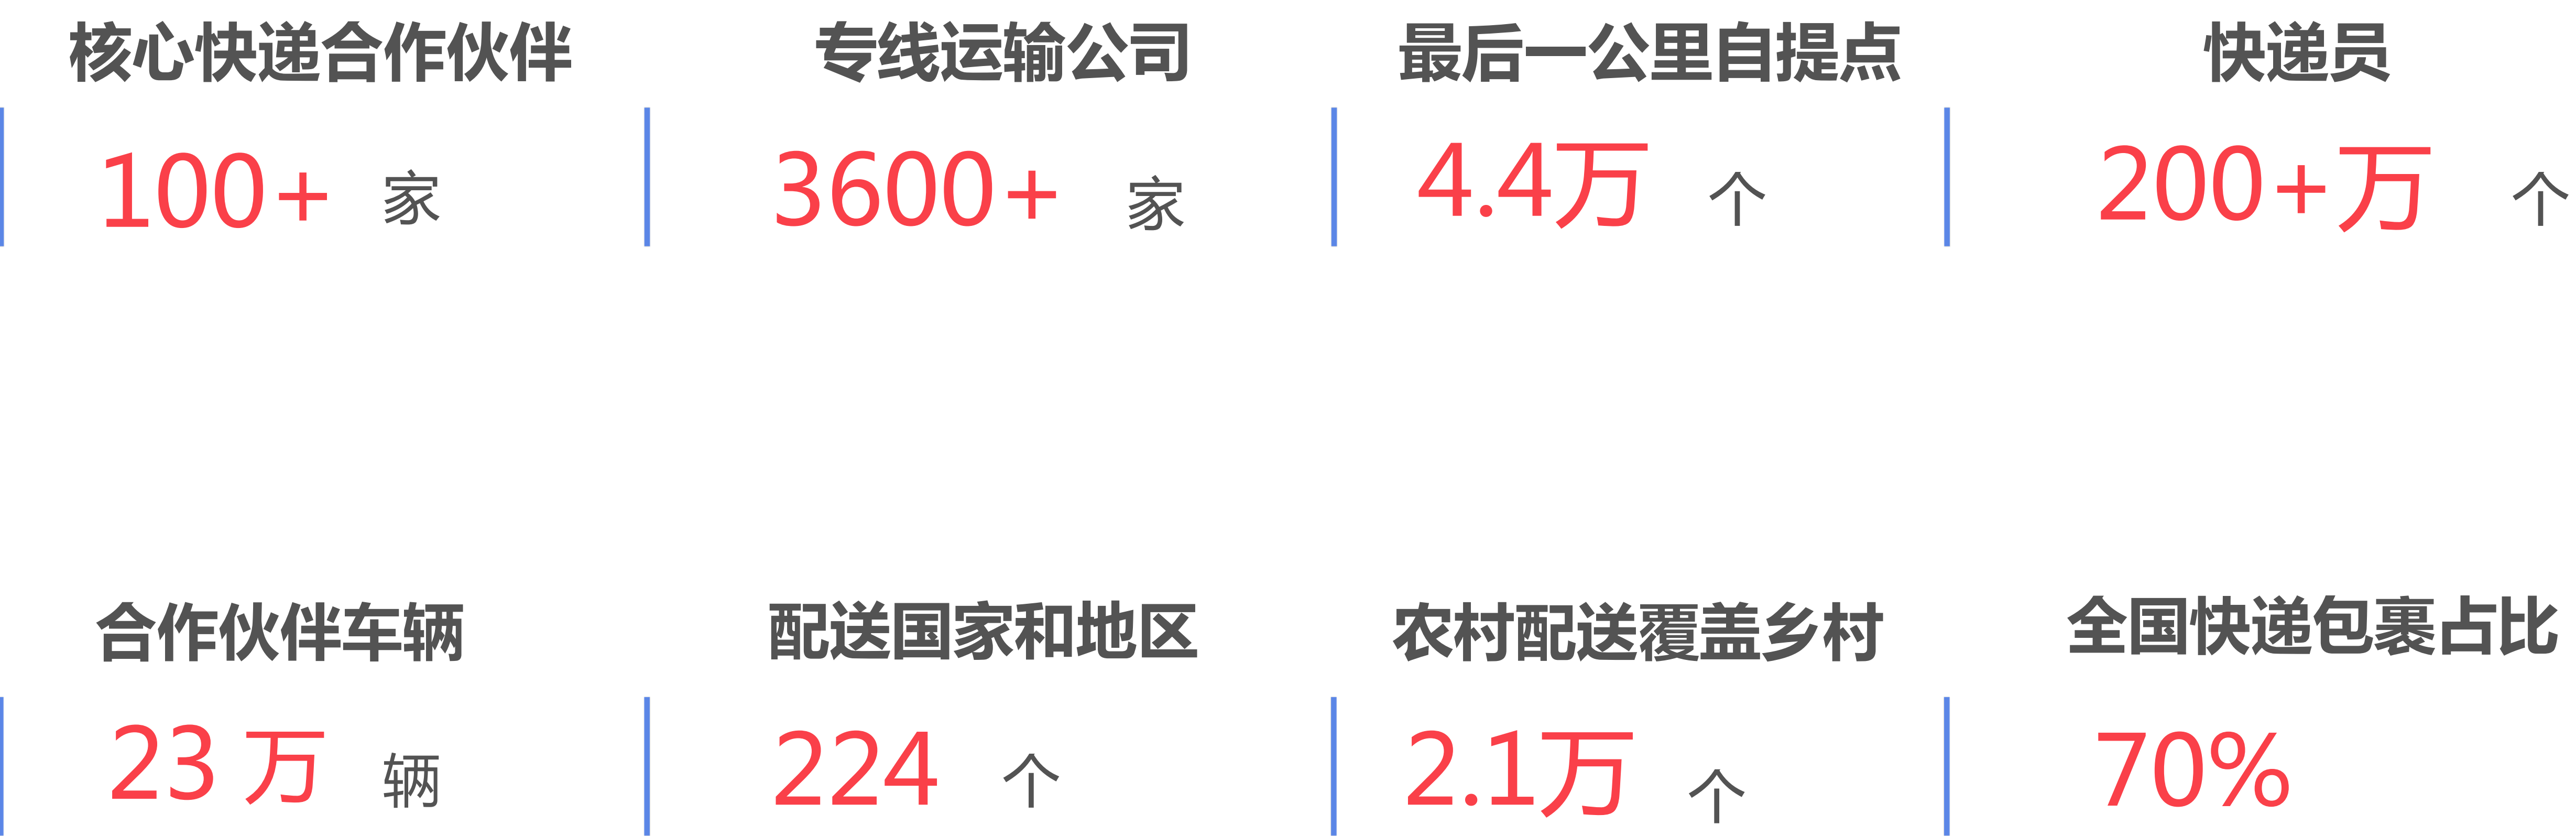 核心快递合作伙伴 专线运输公司 最后一公里自提点 快递员
100+ 家 3600+ 家 4.4万 个 200+万 个
合作伙伴车辆 配送国家和地区 农村配送覆盖乡村 全国快递包裹占比
23 万 辆 224 个 2.1万 个 70%